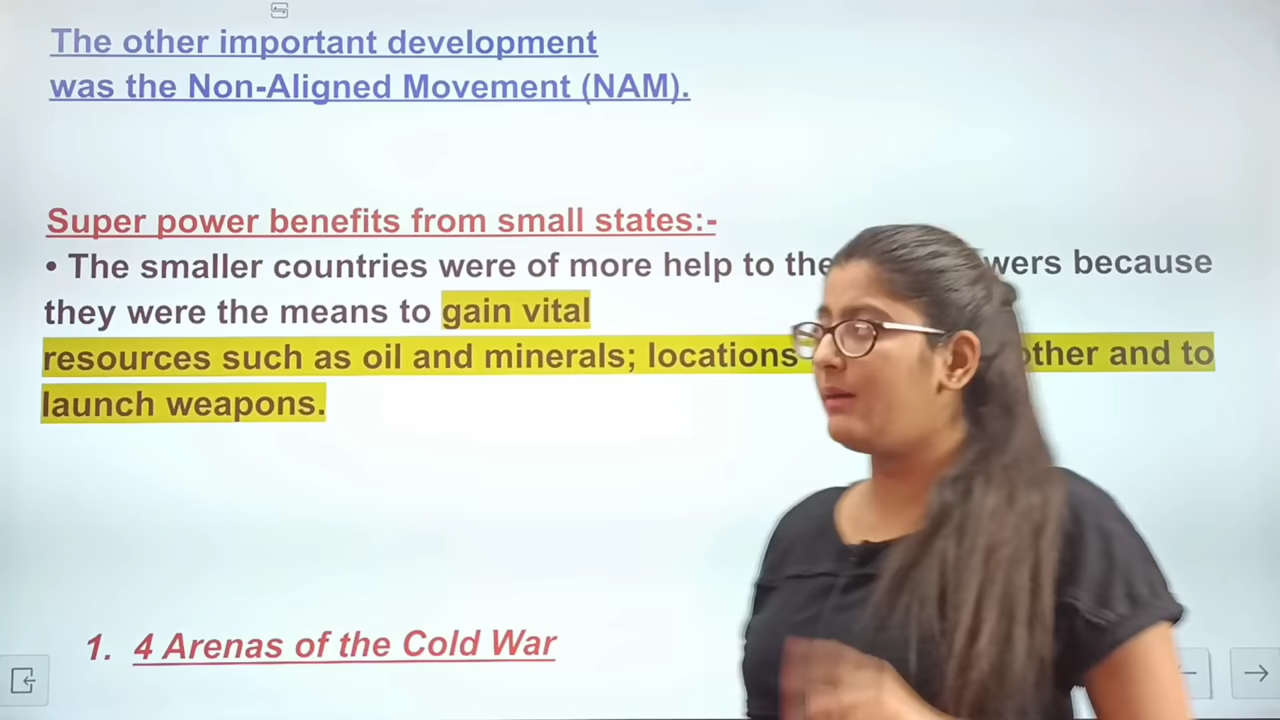 The other important development
was the Non-Aligned Movement (NAM).
Super power benefits from small states:-
• The smaller countries were of more help to the because
they were the means to gain vital
resources such as oil and minerals; locations other and to
launch weapons.
1. 4 Arenas of the Cold War